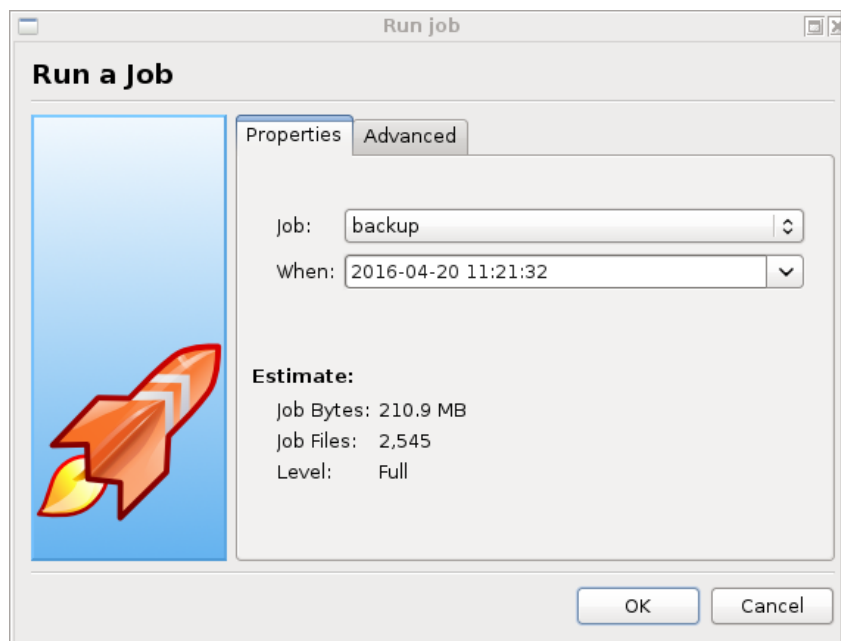 Run job
Run a Job
Properties Advanced
Job: backup
When: 2016-04-20 11:21:32
Estimate:
Job Bytes: 210.9 MB
Job Files: 2,545
Level: Full
OK Cancel